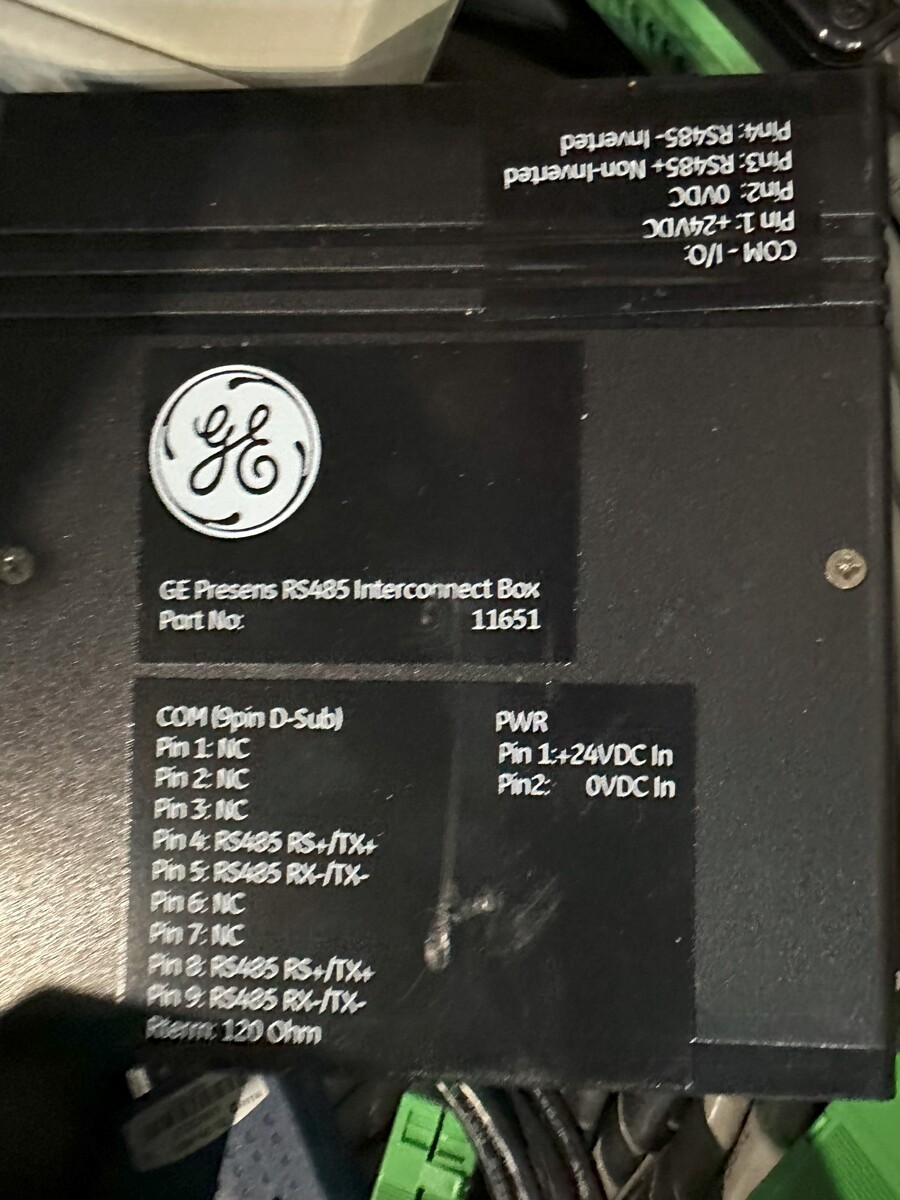 COM - I/O:
Pin 1: +24VDC
Pin2: 0VDC
Pin3: RS485+ Non-Inverted
Pin4: RS485- Inverted
GE
GE Presens RS485 Interconnect Box
Part No: 11651
COM (9pin D-Sub)
Pin 1: NC
Pin 2: NC
Pin 3: NC
Pin 4: RS485 RS+/TX+
Pin 5: RS485 RX-/TX-
Pin 6: NC
Pin 7: NC
Pin 8: RS485 RS+/TX+
Pin 9: RS485 RX-/TX-
Rterm: 120 Ohm
PWR
Pin 1:+24VDC In
Pin2: 0VDC In